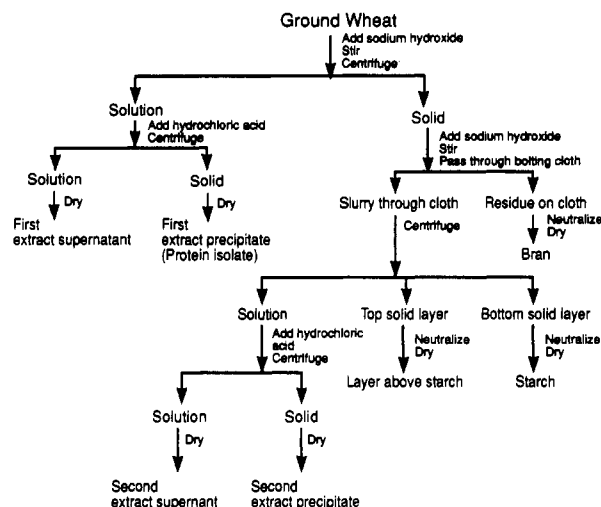 Ground Wheat
Add sodium hydroxide
Stir
Centrifuge
Solution
Add hydrochloric acid
Centrifuge
Solid
Add sodium hydroxide
Stir
Pass through bolting cloth
Solution
Solid
Dry
Dry
First
extract supernatant
First
extract precipitate
(Protein isolate)
Slurry through cloth
Residue on cloth
Centrifuge
Neutralize
Dry
Bran
Solution
Top solid layer
Bottom solid layer
Add hydrochloric
acid
Centrifuge
Neutralize
Dry
Neutralize
Dry
Layer above starch
Starch
Solution
Solid
Dry
Dry
Second
extract supernant
Second
extract precipitate